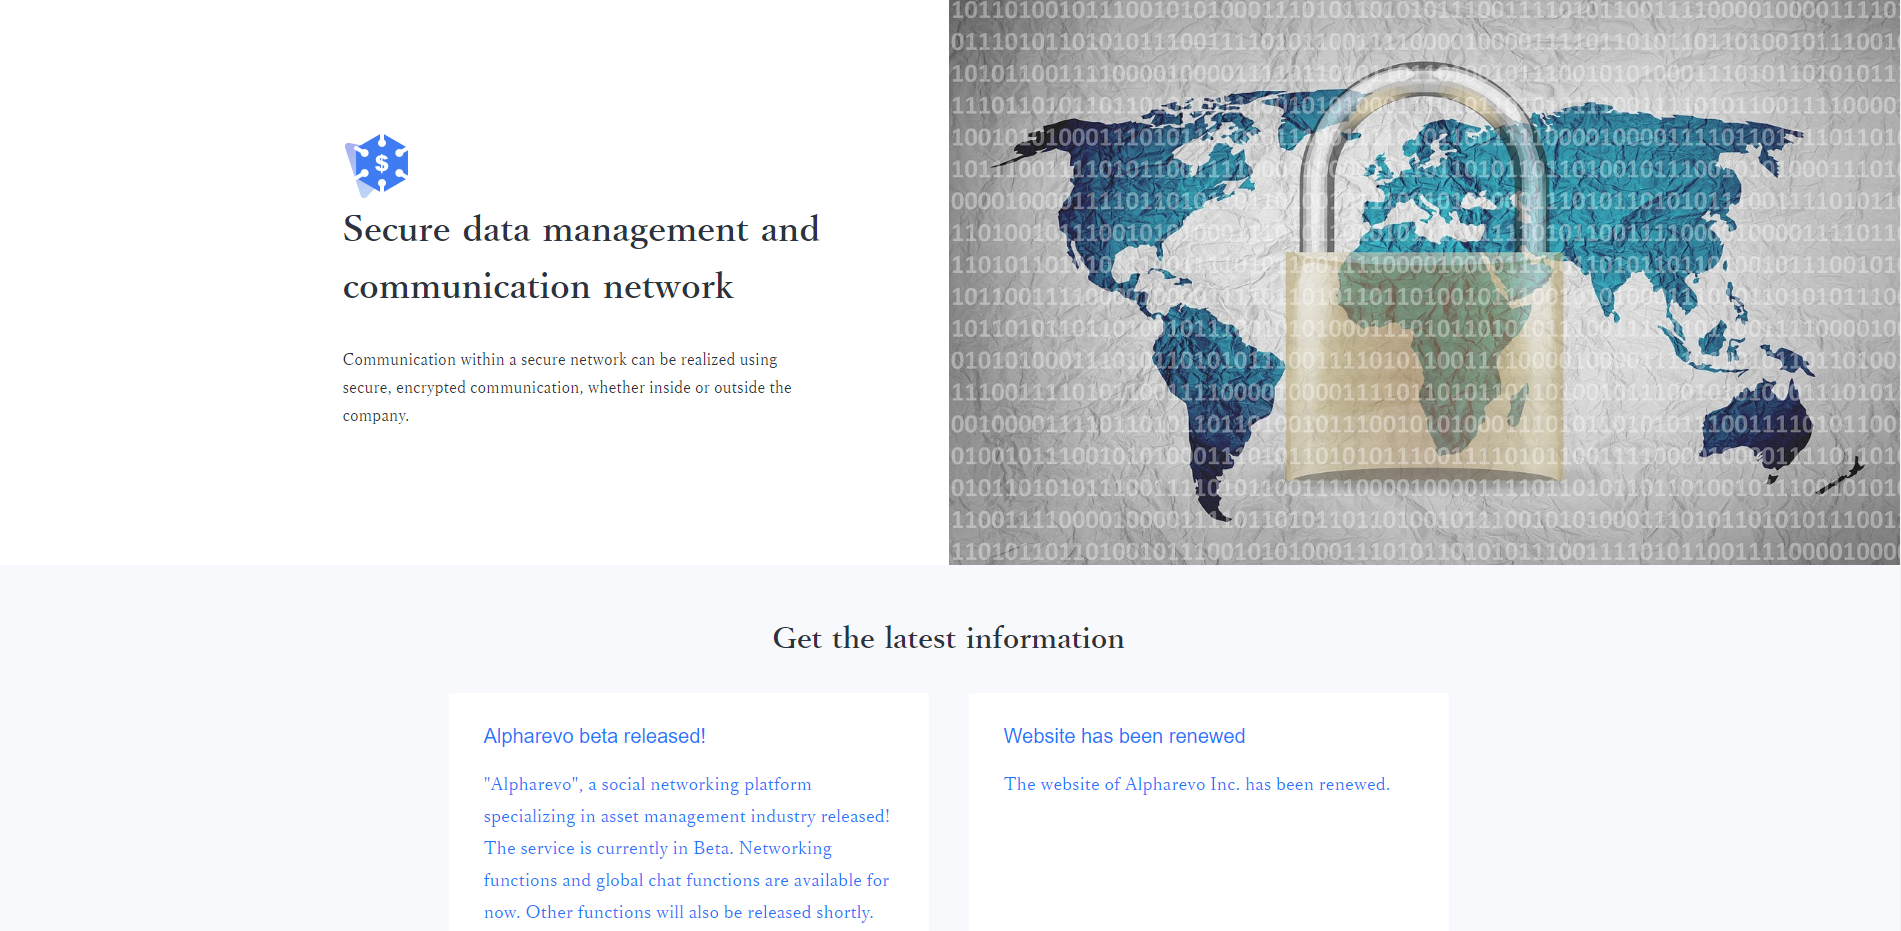 $
Secure data management and
communication network
Communication within a secure network can be realized using
secure, encrypted communication, whether inside or outside the
company.
Get the latest information
Alpharevo beta released!
"Alpharevo", a social networking platform
specializing in asset management industry released!
The service is currently in Beta. Networking
functions and global chat functions are available for
now. Other functions will also be released shortly.
Website has been renewed
The website of Alpharevo Inc. has been renewed.